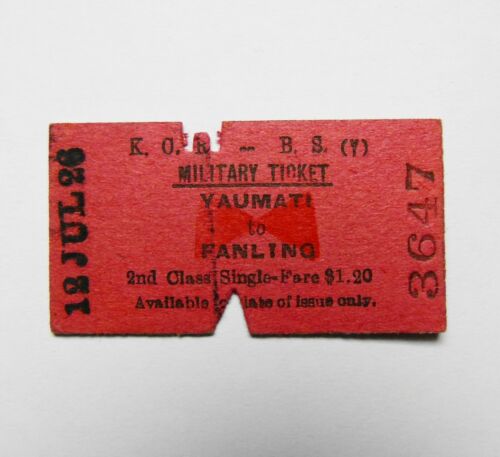 K. C. R. -- B. S. (Y)
MILITARY TICKET
YAUMATI
to
FANLING
2nd Class Single-Fare $1.20
Available date of issue only.
12 JUL 26
3647